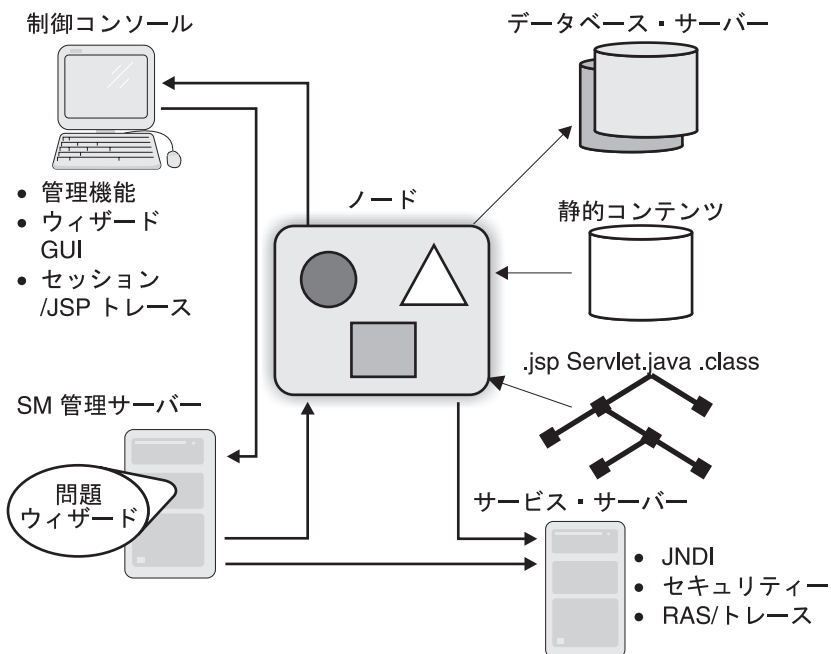 制御コンソール
データベース・サーバー
• 管理機能
• ウィザード
GUI
• セッション
/JSP トレース
ノード
静的コンテンツ
.jsp Servlet.java .class
SM 管理サーバー
問題
ウィザード
サービス・サーバー
• JNDI
• セキュリティー
• RAS/トレース